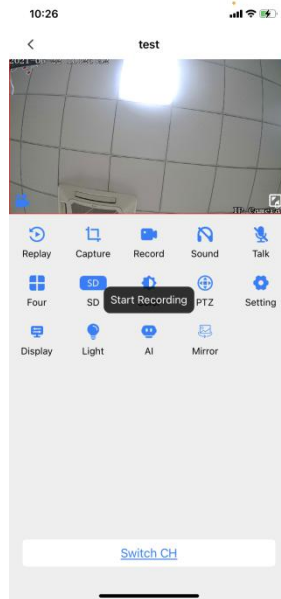 10:26
test
Replay Capture Record Sound Talk
SD
Four SD PTZ Setting
Start Recording
Display Light AI Mirror
Switch CH